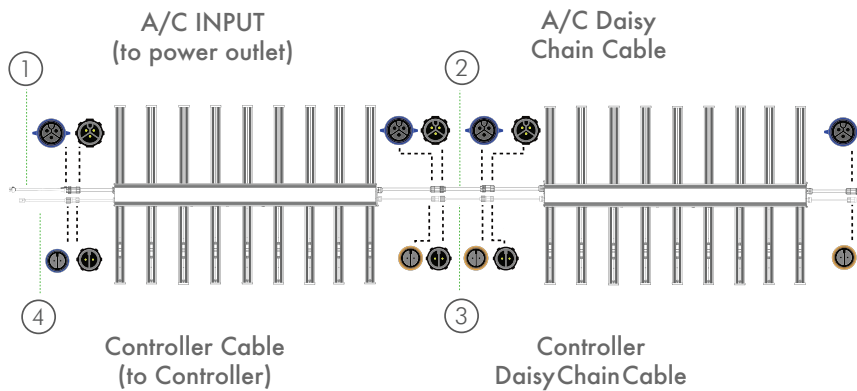 A/C INPUT
(to power outlet)
A/C Daisy
Chain Cable
1
2
4
3
Controller Cable
(to Controller)
Controller
DaisyChainCable